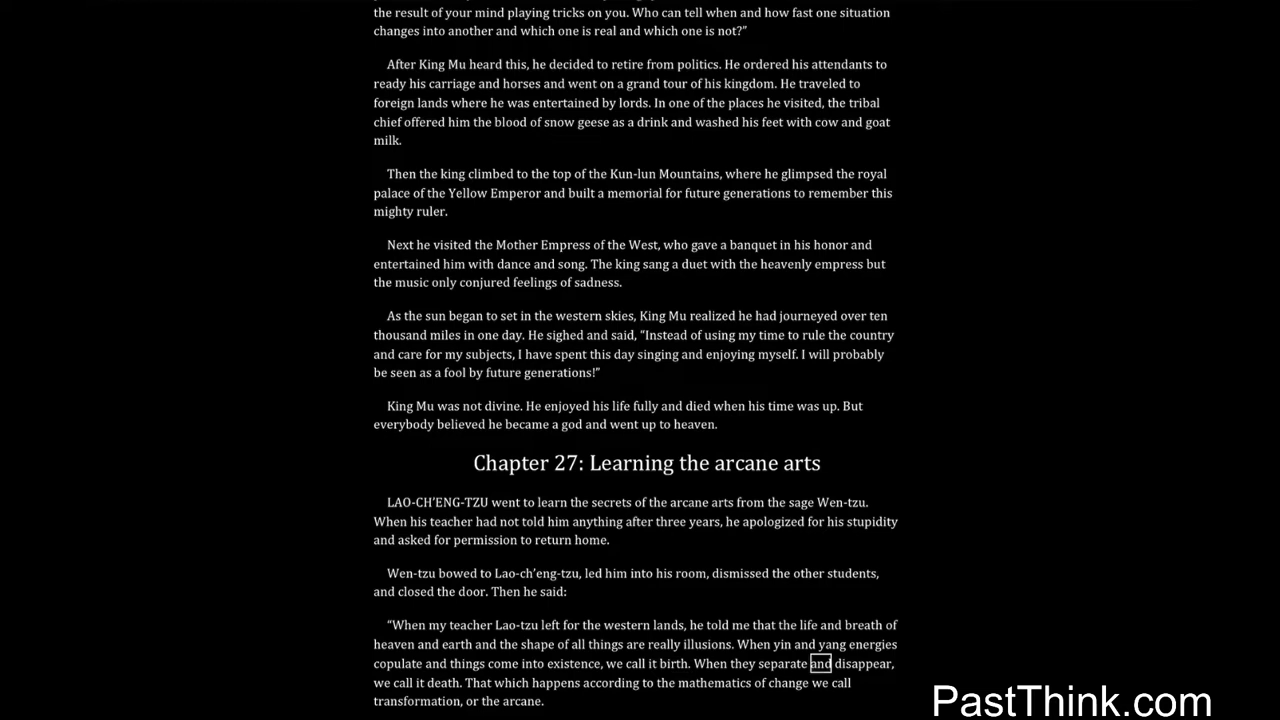 the result of your mind playing tricks on you. Who can tell when and how fast one situation
changes into another and which one is real and which one is not?”
After King Mu heard this, he decided to retire from politics. He ordered his attendants to
ready his carriage and horses and went on a grand tour of his kingdom. He traveled to
foreign lands where he was entertained by lords. In one of the places he visited, the tribal
chief offered him the blood of snow geese as a drink and washed his feet with cow and goat
milk.
Then the king climbed to the top of the Kun-lun Mountains, where he glimpsed the royal
palace of the Yellow Emperor and built a memorial for future generations to remember this
mighty ruler.
Next he visited the Mother Empress of the West, who gave a banquet in his honor and
entertained him with dance and song. The king sang a duet with the heavenly empress but
the music only conjured feelings of sadness.
As the sun began to set in the western skies, King Mu realized he had journeyed over ten
thousand miles in one day. He sighed and said, “Instead of using my time to rule the country
and care for my subjects, I have spent this day singing and enjoying myself. I will probably
be seen as a fool by future generations!”
King Mu was not divine. He enjoyed his life fully and died when his time was up. But
everybody believed he became a god and went up to heaven.
Chapter 27: Learning the arcane arts
LAO-CH’ENG-TZU went to learn the secrets of the arcane arts from the sage Wen-tzu.
When his teacher had not told him anything after three years, he apologized for his stupidity
and asked for permission to return home.
Wen-tzu bowed to Lao-ch’eng-tzu, led him into his room, dismissed the other students,
and closed the door. Then he said:
“When my teacher Lao-tzu left for the western lands, he told me that the life and breath of
heaven and earth and the shape of all things are really illusions. When yin and yang energies
copulate and things come into existence, we call it birth. When they separate and disappear,
we call it death. That which happens according to the mathematics of change we call
transformation, or the arcane.
PastThink.com